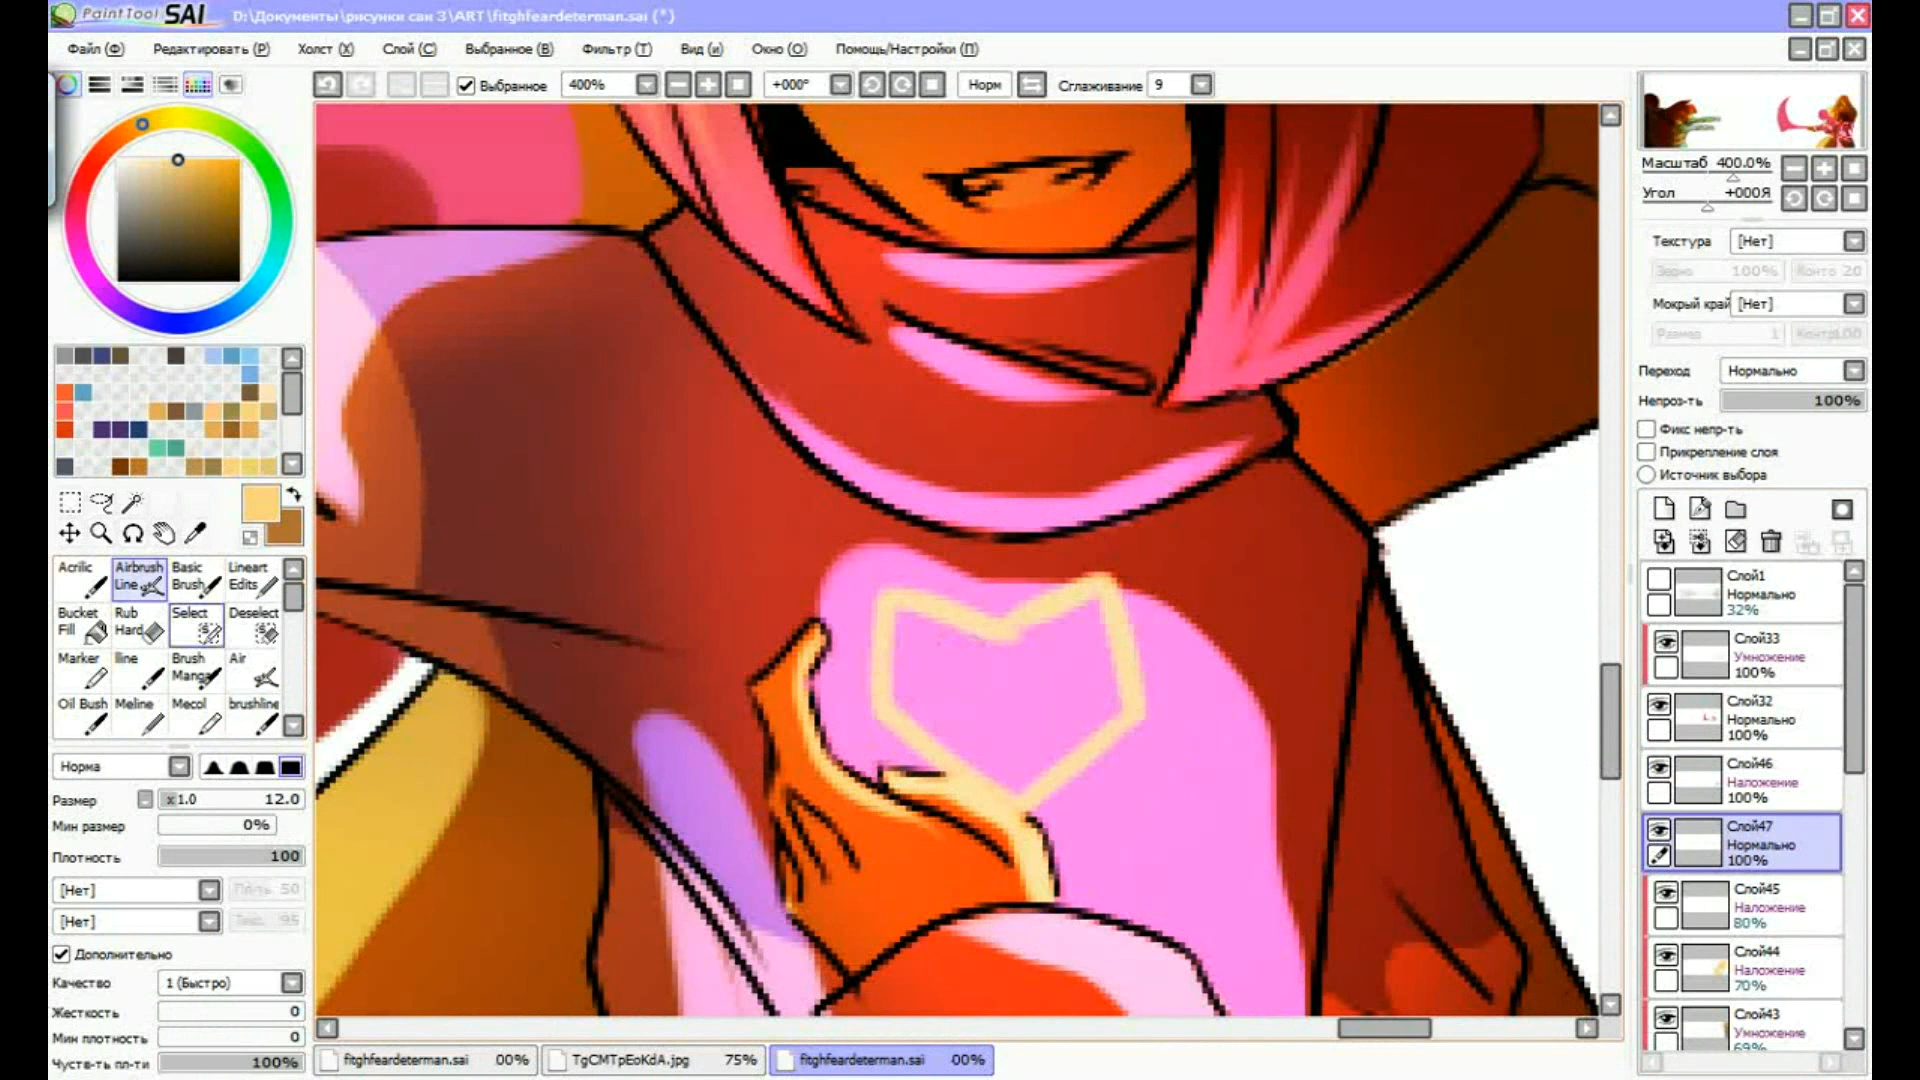 PaintTool SAI D:\Документы\рисунки саи 3\ART\fitghfeardeterman.sai (*)
Файл (Ф) Редактировать (Р) Холст (Х) Слой (С) Выбранное (В) Фильтр (Т) Вид (и) Окно (О) Помощь/Настройки (П)
Выбранное 400% +000° Норм Сглаживание 9
Масштаб 400.0%
Угол +000Я
Текстура [Нет]
Зерно 100% Контр 20
Мокрый край [Нет]
Размер 1
Переход Нормально
Непроз-ть 100%
Фикс непр-ть
Прикрепление слоя
Источник выбора
Acrilic Airbrush Line Basic Brush Lineart Edits
Bucket Fill Rub Hard Select Deselect
Marker lline Brush Manga Air
Oil Bush Meline Mecol brushline
Норма
Размер x1.0 12.0
Мин размер 0%
Плотность 100
[Нет] 50
[Нет] 95
Дополнительно
Качество 1 (Быстро)
Жесткость 0
Мин плотность 0
Чуств-ть пл-ти 100%
Слой1
Нормально
32%
Слой33
Умножение
100%
Слой32
Нормально
100%
Слой46
Наложение
100%
Слой47
Нормально
100%
Слой45
Наложение
80%
Слой44
Наложение
70%
Слой43
Умножение
69%
fitghfeardeterman.sai 00% TgCMTpEoKdA.jpg 75% fitghfeardeterman.sai 00%